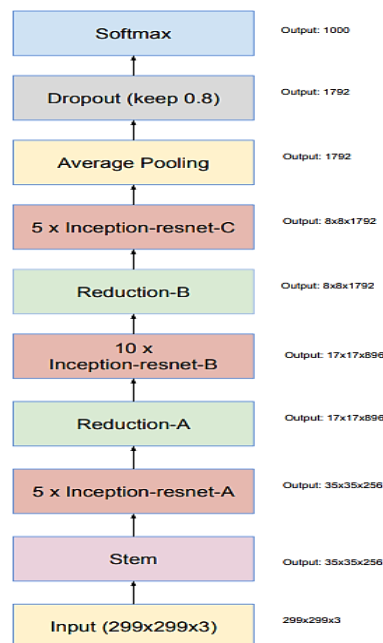 Softmax
Output: 1000
Dropout (keep 0.8)
Output: 1792
Average Pooling
Output: 1792
5 x Inception-resnet-C
Output: 8x8x1792
Reduction-B
Output: 8x8x1792
10 x
Inception-resnet-B
Output: 17x17x896
Reduction-A
Output: 17x17x896
5 x Inception-resnet-A
Output: 35x35x256
Stem
Output: 35x35x256
Input (299x299x3)
299x299x3